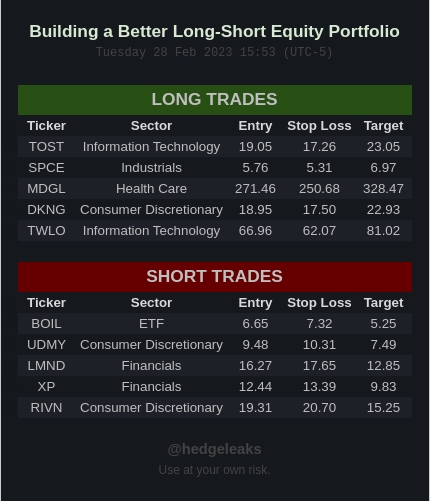 Building a Better Long-Short Equity Portfolio
Tuesday 28 Feb 2023 15:53 (UTC-5)
LONG TRADES
Ticker Sector Entry Stop Loss Target
TOST Information Technology 19.05 17.26 23.05
SPCE Industrials 5.76 5.31 6.97
MDGL Health Care 271.46 250.68 328.47
DKNG Consumer Discretionary 18.95 17.50 22.93
TWLO Information Technology 66.96 62.07 81.02
SHORT TRADES
Ticker Sector Entry Stop Loss Target
BOIL ETF 6.65 7.32 5.25
UDMY Consumer Discretionary 9.48 10.31 7.49
LMND Financials 16.27 17.65 12.85
XP Financials 12.44 13.39 9.83
RIVN Consumer Discretionary 19.31 20.70 15.25
@hedgeleaks
Use at your own risk.